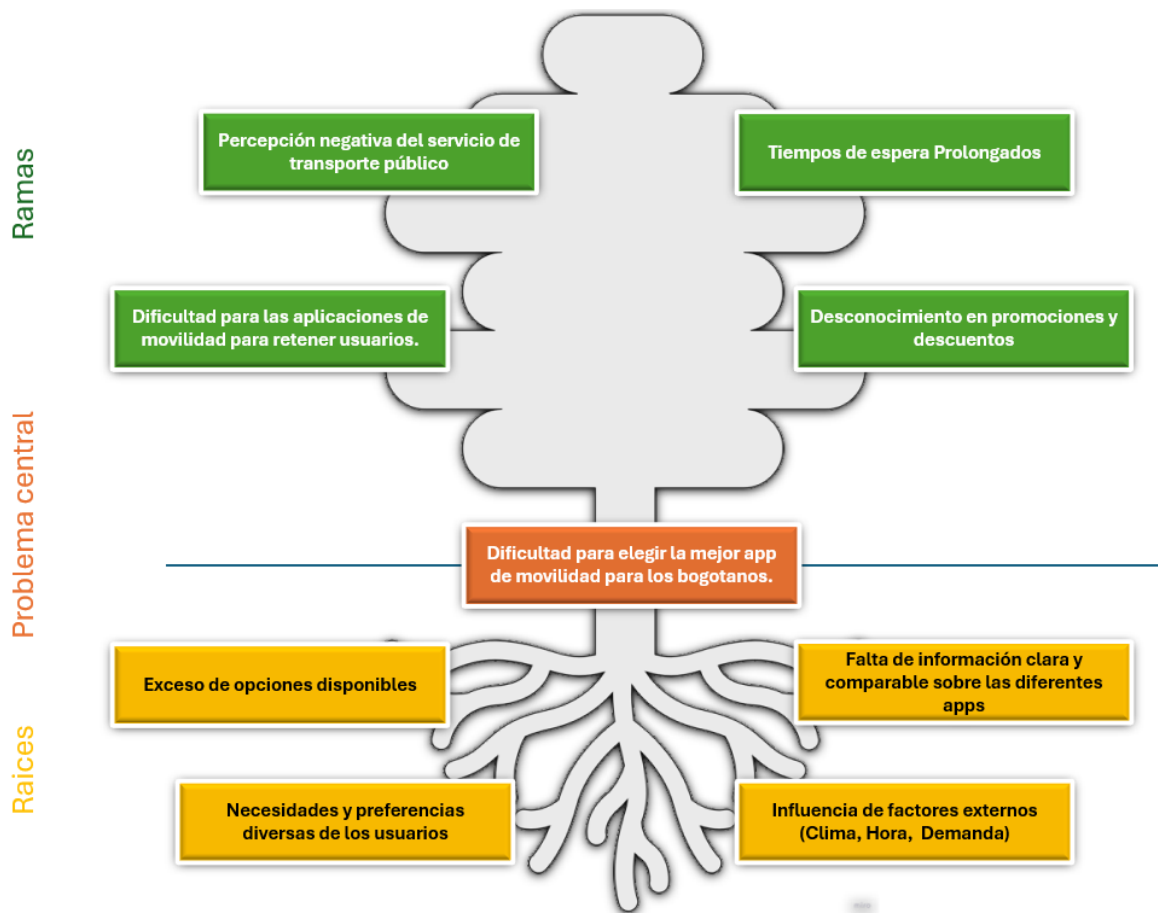 Ramas
Percepción negativa del servicio de
transporte público
Tiempos de espera Prolongados
Dificultad para las aplicaciones de
movilidad para retener usuarios.
Desconocimiento en promociones y
descuentos
Problema central
Dificultad para elegir la mejor app
de movilidad para los bogotanos.
Raices
Exceso de opciones disponibles
Falta de información clara y
comparable sobre las diferentes
apps
Necesidades y preferencias
diversas de los usuarios
Influencia de factores externos
(Clima, Hora, Demanda)